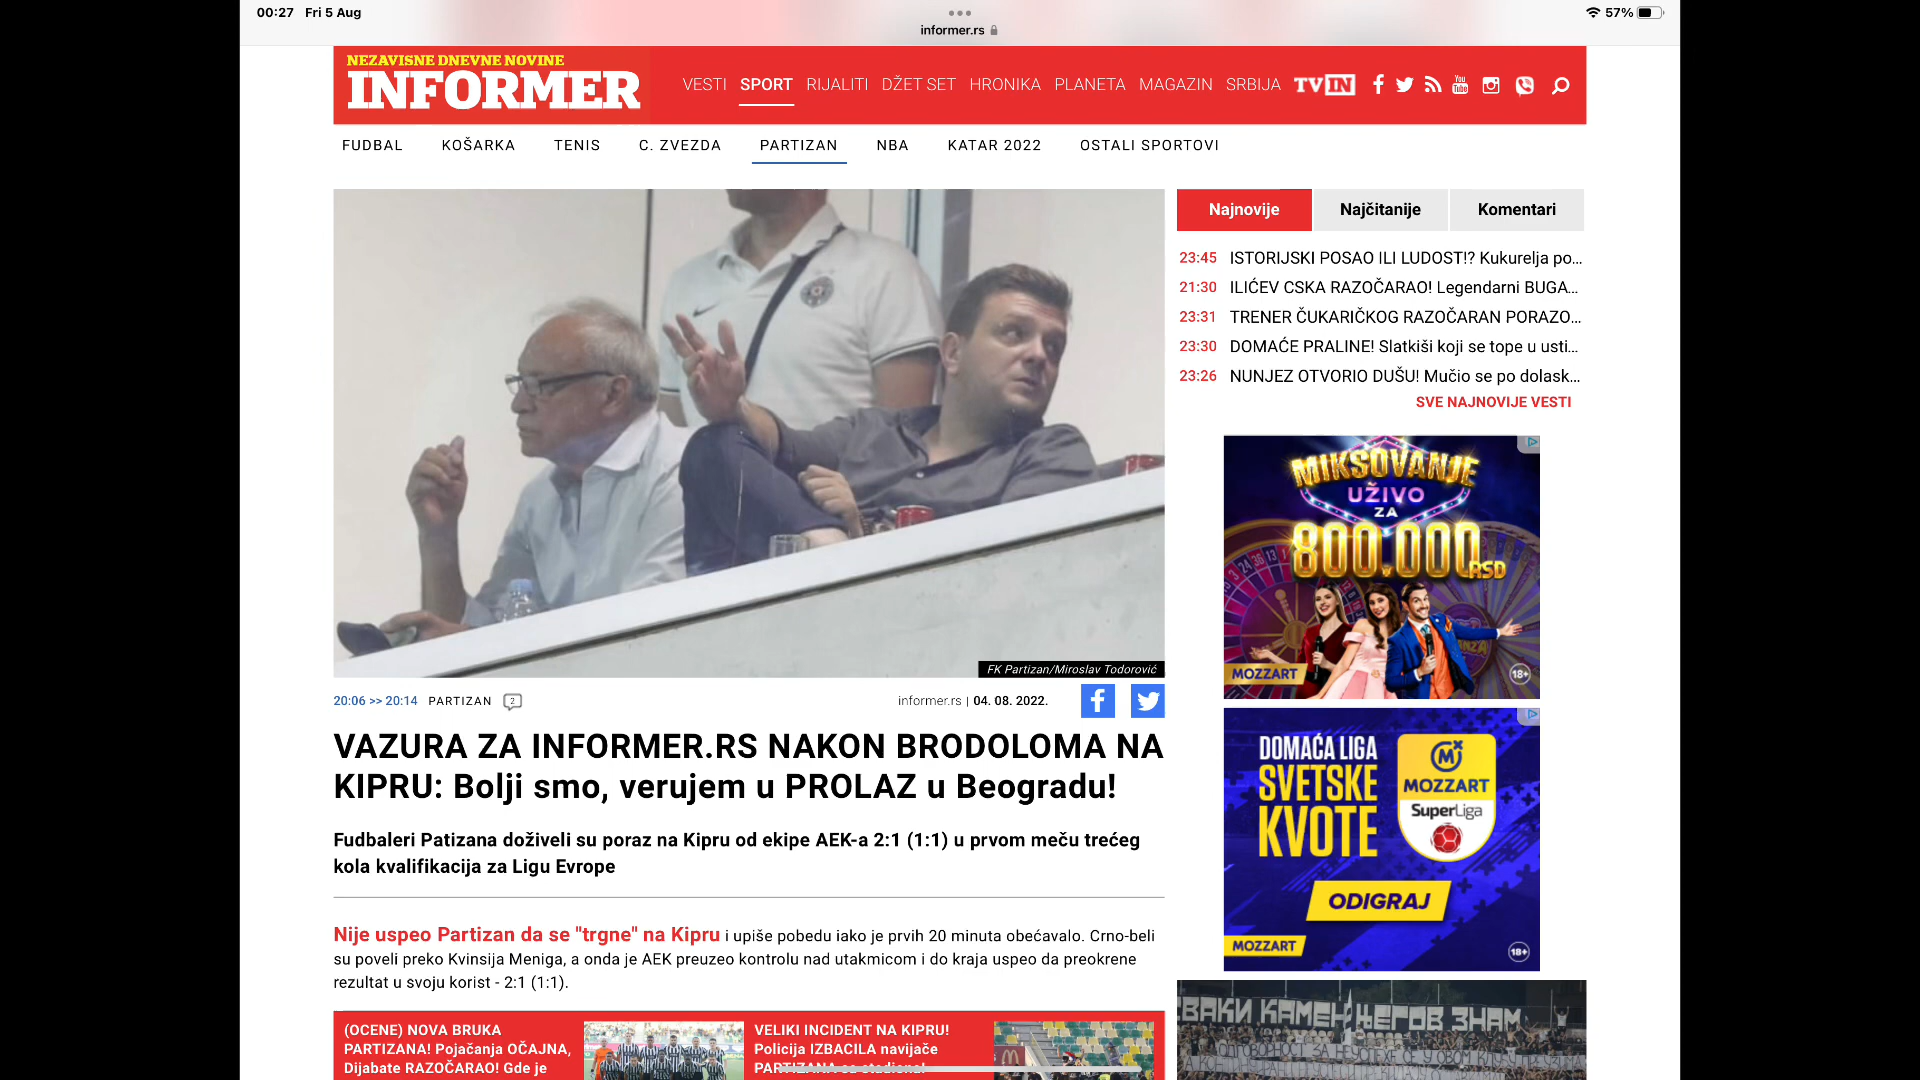 00:27 Fri 5 Aug
informer.rs
57%
NEZAVISNE DNEVNE NOVINE
INFORMER
VESTI SPORT RIJALITI DŽET SET HRONIKA PLANETA MAGAZIN SRBIJA TV IN
You Tube
FUDBAL KOŠARKA TENIS C. ZVEZDA PARTIZAN NBA KATAR 2022 OSTALI SPORTOVI
FK Partizan/Miroslav Todorović
20:06 >> 20:14 PARTIZAN 2
informer.rs | 04. 08. 2022.
VAZURA ZA INFORMER.RS NAKON BRODOLOMA NA
KIPRU: Bolji smo, verujem u PROLAZ u Beogradu!
Fudbaleri Patizana doživeli su poraz na Kipru od ekipe AEK-a 2:1 (1:1) u prvom meču trećeg
kola kvalifikacija za Ligu Evrope
Nije uspeo Partizan da se "trgne" na Kipru i upiše pobedu iako je prvih 20 minuta obećavalo. Crno-beli
su poveli preko Kvinsija Meniga, a onda je AEK preuzeo kontrolu nad utakmicom i do kraja uspeo da preokrene
rezultat u svoju korist - 2:1 (1:1).
(OCENE) NOVA BRUKA
PARTIZANA! Pojačanja OČAJNA,
Dijabate RAZOČARAO! Gde je
VELIKI INCIDENT NA KIPRU!
Policija IZBACILA navijače
PARTIZANA sa stadiona!
Najnovije Najčitanije Komentari
23:45 ISTORIJSKI POSAO ILI LUDOST!? Kukurelja po...
21:30 ILIĆEV CSKA RAZOČARAO! Legendarni BUGA...
23:31 TRENER ČUKARIČKOG RAZOČARAN PORAZO...
23:30 DOMAĆE PRALINE! Slatkiši koji se tope u usti...
23:26 NUNJEZ OTVORIO DUŠU! Mučio se po dolask...
SVE NAJNOVIJE VESTI
MIKSOVANJE
UŽIVO
ZA
800.000 RSD
MOZZART
18+
DOMAĆA LIGA
SVETSKE
KVOTE
MOZZART
SuperLiga
ODIGRAJ
MOZZART
18+
СВАКИ КАМЕН ЊЕГОВ ЗНАМ